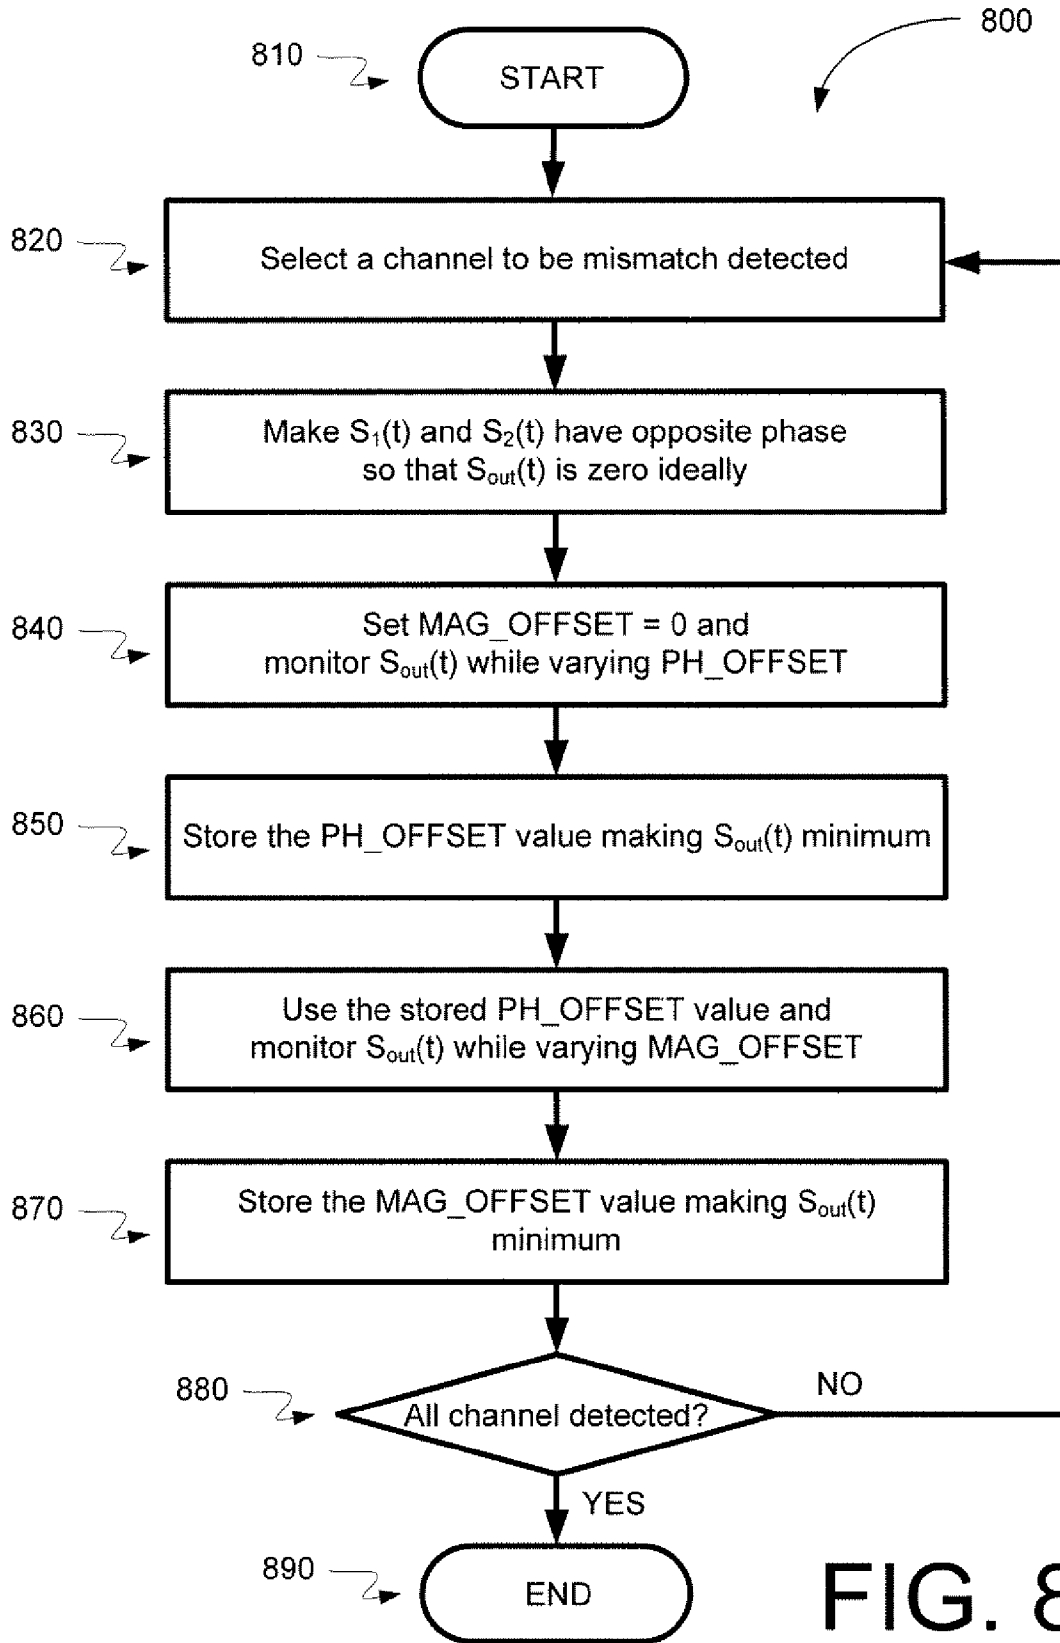 800
810
START
820
Select a channel to be mismatch detected
830
Make S₁(t) and S₂(t) have opposite phase
so that Sout(t) is zero ideally
840
Set MAG_OFFSET = 0 and
monitor Sout(t) while varying PH_OFFSET
850
Store the PH_OFFSET value making Sout(t) minimum
860
Use the stored PH_OFFSET value and
monitor Sout(t) while varying MAG_OFFSET
870
Store the MAG_OFFSET value making Sout(t)
minimum
880
All channel detected?
NO
YES
890
END
FIG. 8